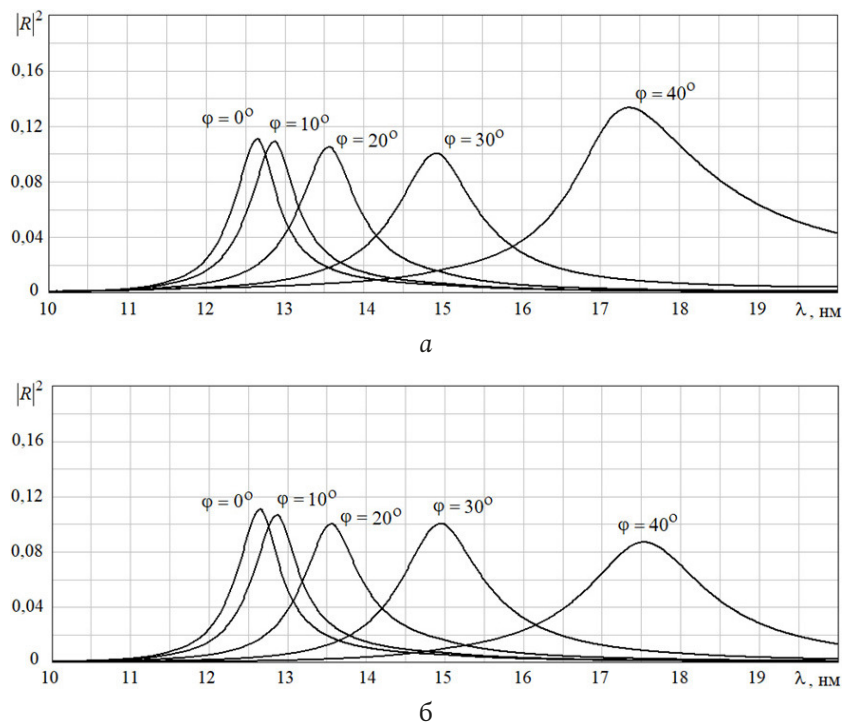 |R|²
0,16
0,12
0,08
0,04
0
φ = 0°
φ = 10°
φ = 20°
φ = 30°
φ = 40°
10 11 12 13 14 15 16 17 18 19 λ, нм
а
|R|²
0,16
0,12
0,08
0,04
0
φ = 0°
φ = 10°
φ = 20°
φ = 30°
φ = 40°
10 11 12 13 14 15 16 17 18 19 λ, нм
б